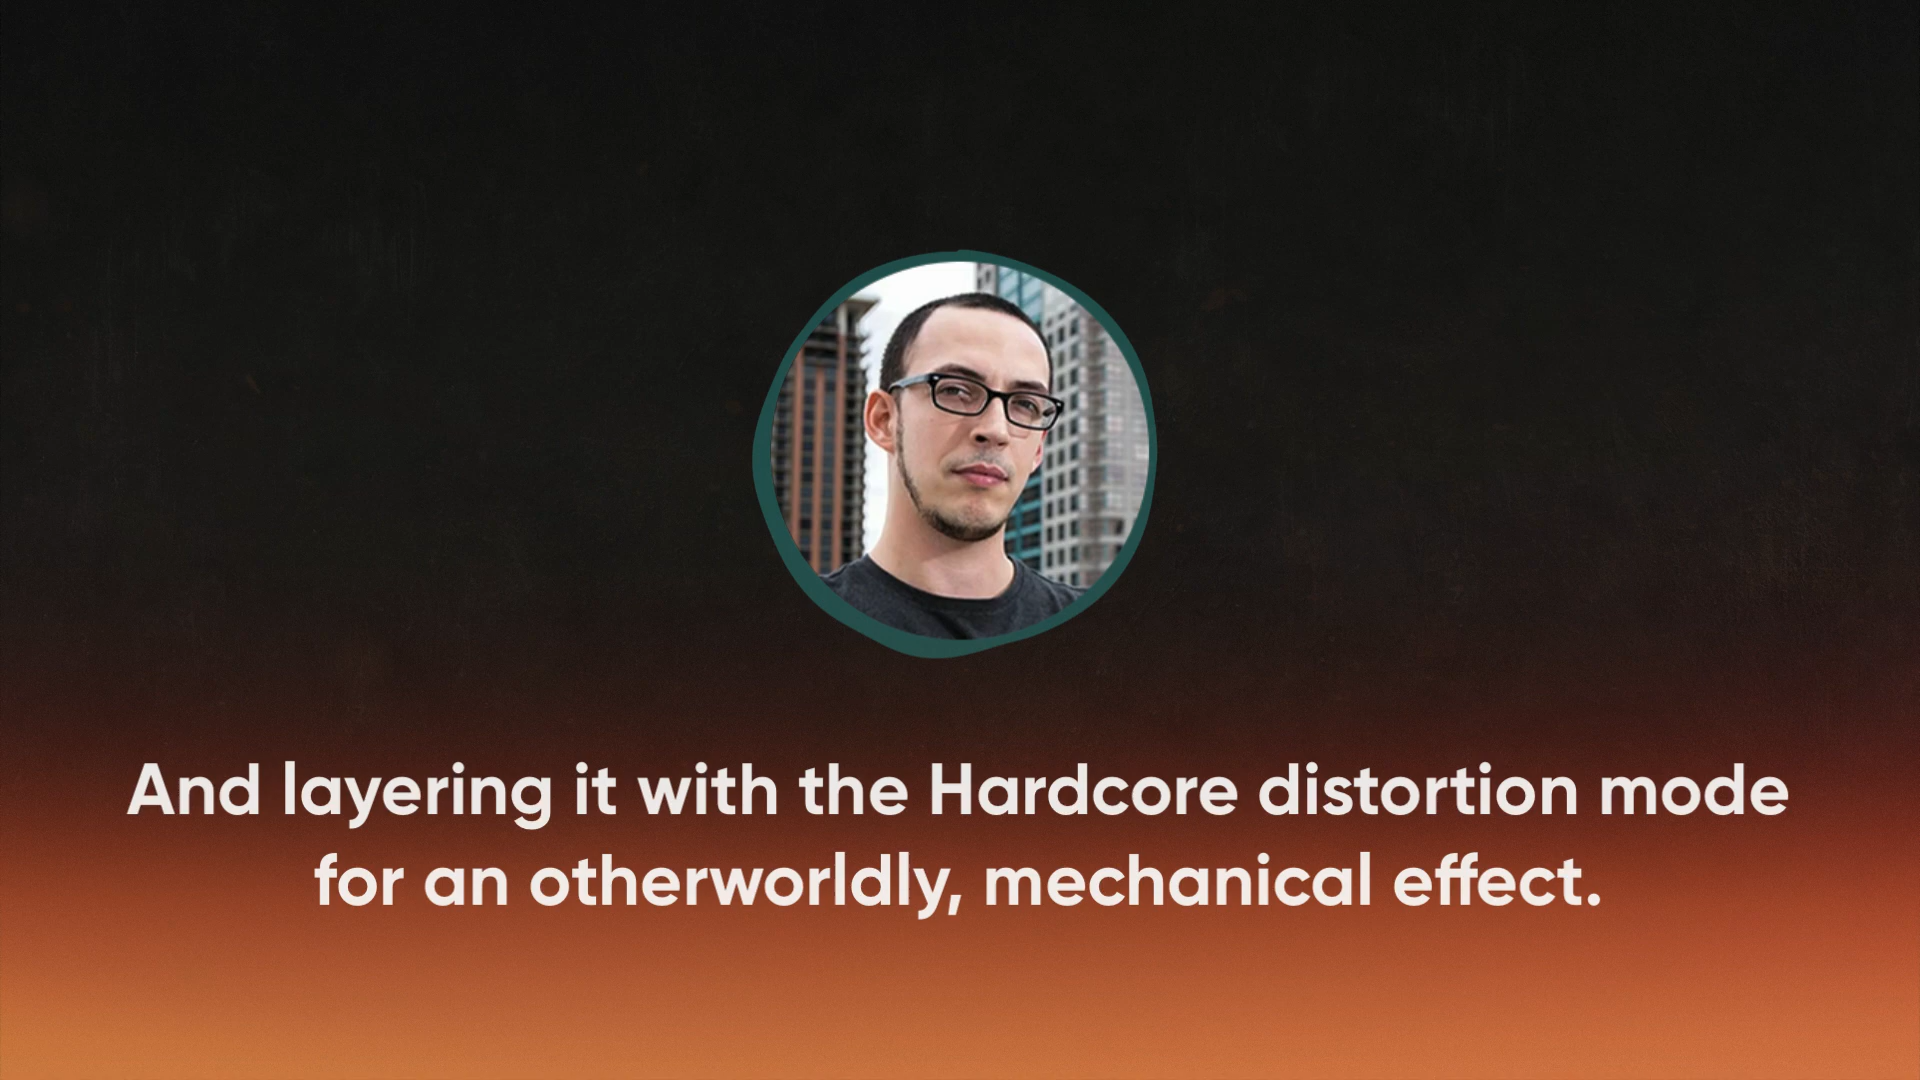 And layering it with the Hardcore distortion mode
for an otherworldly, mechanical effect.